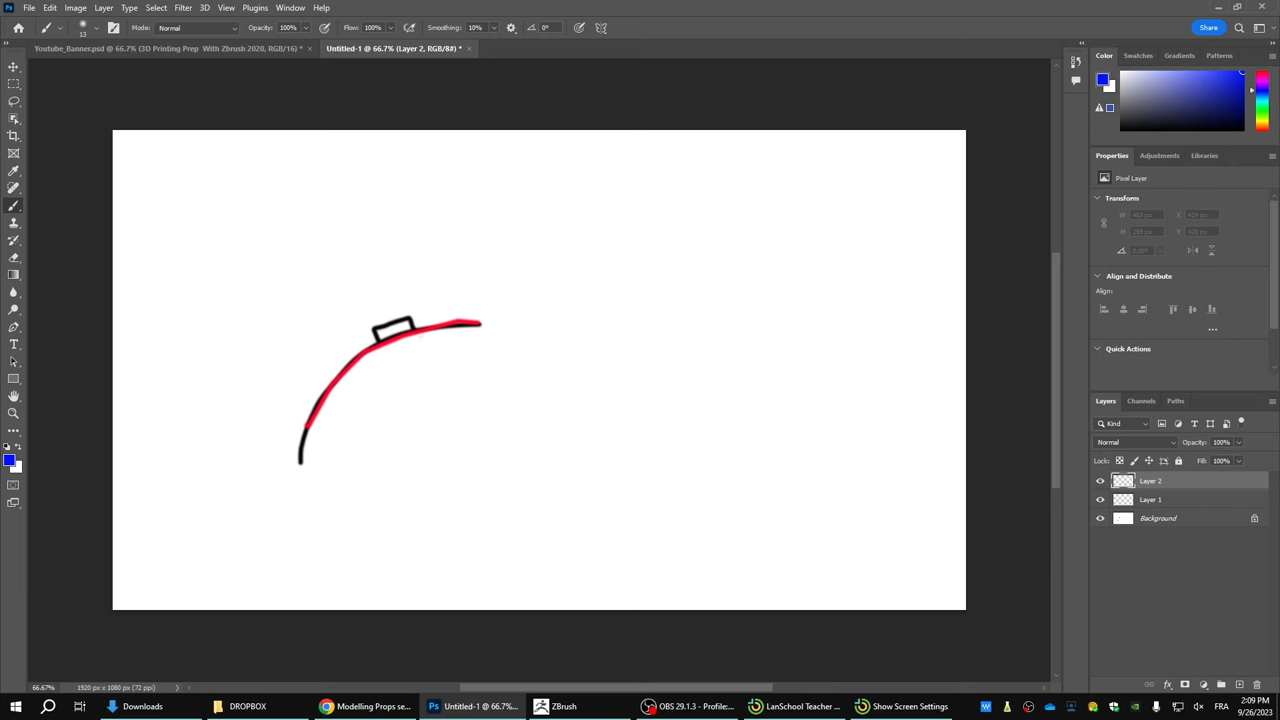 Ps File Edit Image Layer Type Select Filter 3D View Plugins Window Help
13 Mode: Normal Opacity: 100% Flow: 100% Smoothing: 10% 0° Share
Youtube_Banner.psd @ 66.7% (3D Printing Prep With Zbrush 2020, RGB/16) * × Untitled-1 @ 66.7% (Layer 2, RGB/8#) * ×
Color Swatches Gradients Patterns
Properties Adjustments Libraries
Pixel Layer
Transform
W X: Y:
H
0.00°
Align and Distribute
Align:
Quick Actions
Layers Channels Paths
Kind
Normal Opacity: 100%
Lock: Fill: 100%
Layer 2
Layer 1
Background
66.67% 1920 px x 1080 px (72 ppi)
Downloads DROPBOX Modelling Props se... Untitled-1 @ 66.7%... ZBrush OBS 29.1.3 - Profile:... LanSchool Teacher ... Show Screen Settings 2:09 PM
9/26/2023